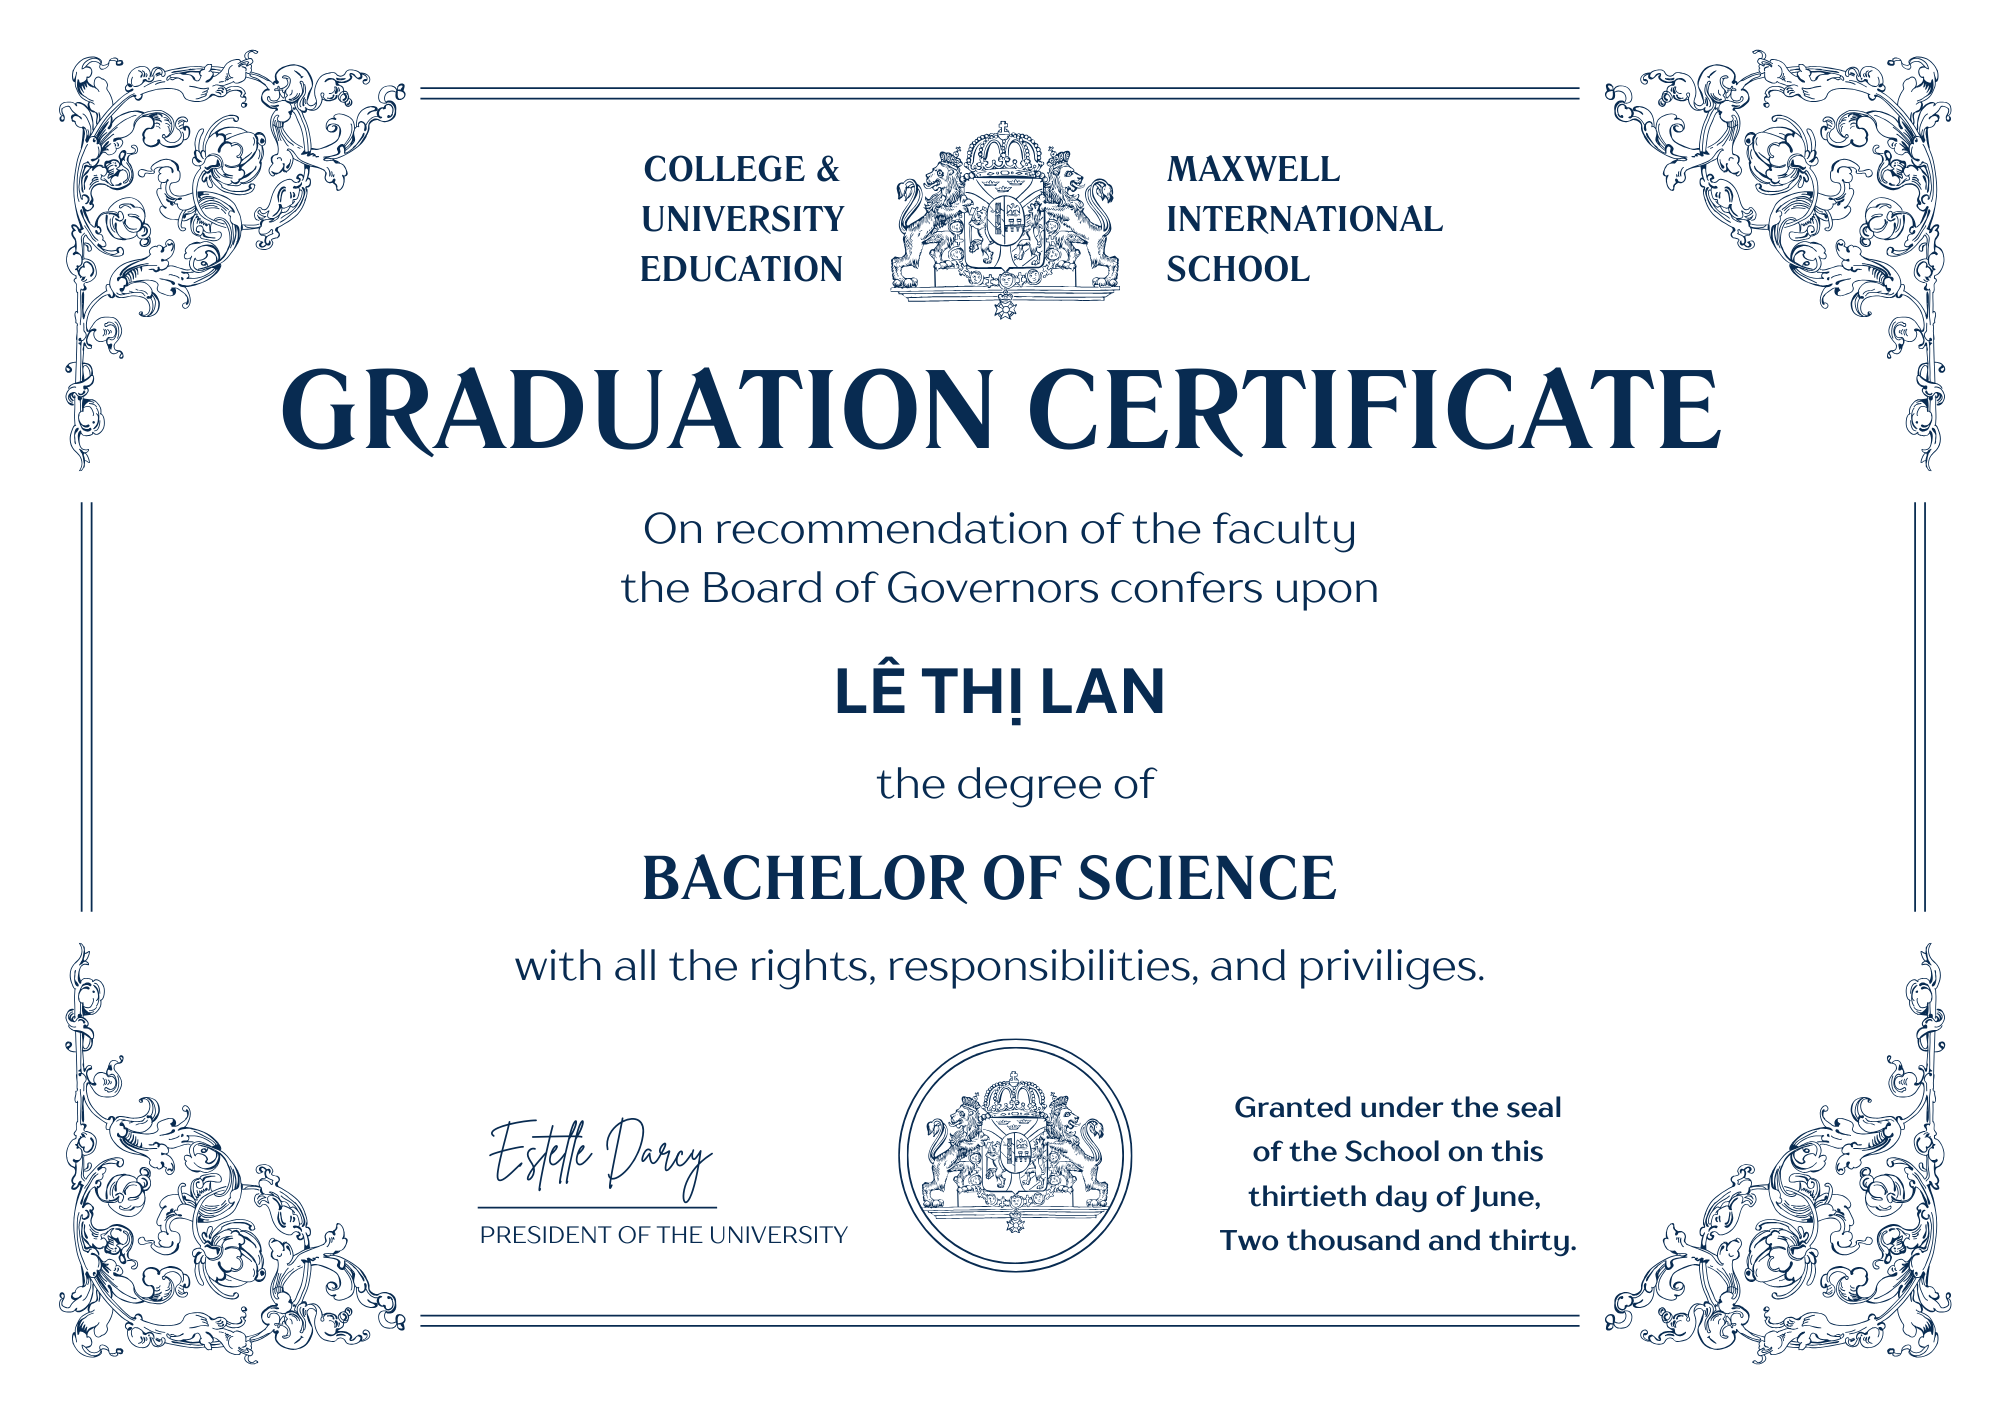 COLLEGE &
UNIVERSITY
EDUCATION
MAXWELL
INTERNATIONAL
SCHOOL
GRADUATION CERTIFICATE
On recommendation of the faculty
the Board of Governors confers upon
LÊ THỊ LAN
the degree of
BACHELOR OF SCIENCE
with all the rights, responsibilities, and priviliges.
Estelle Darcy
PRESIDENT OF THE UNIVERSITY
Granted under the seal
of the School on this
thirtieth day of June,
Two thousand and thirty.